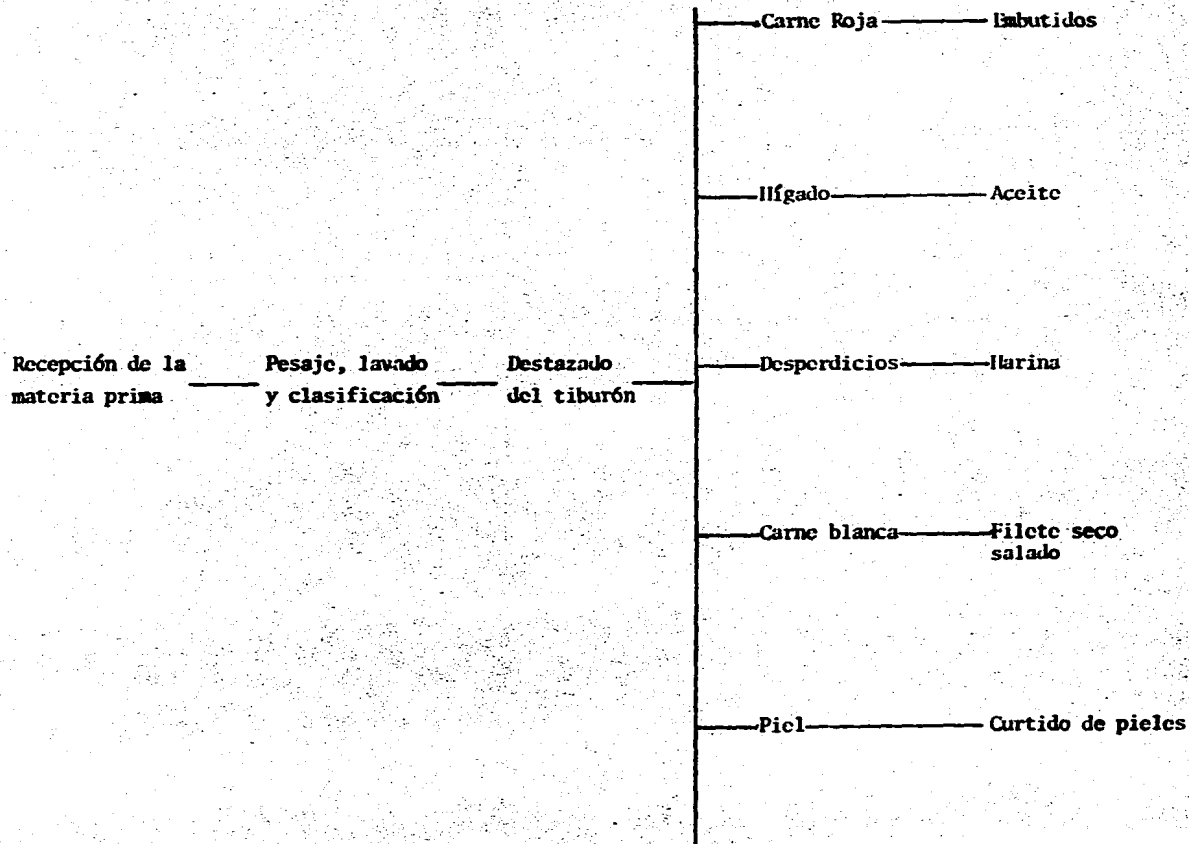 Carne Roja Embutidos
Hígado Aceite
Recepción de la Pesaje, lavado Destazado Desperdicios Harina
materia prima y clasificación del tiburón
Carne blanca Filete seco
salado
Piel Curtido de pieles